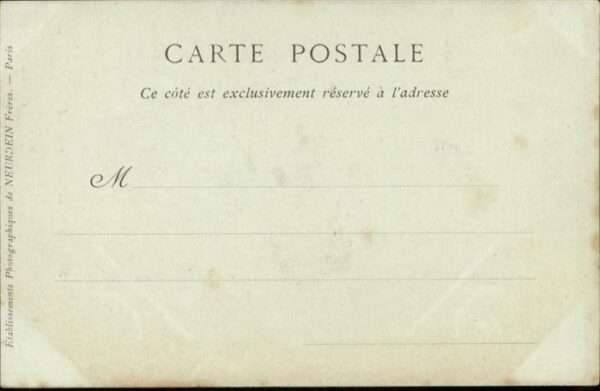 CARTE POSTALE
Ce côté est exclusivement réservé à l'adresse
M
Établissements Photographiques de NEURDEIN Frères. — Paris